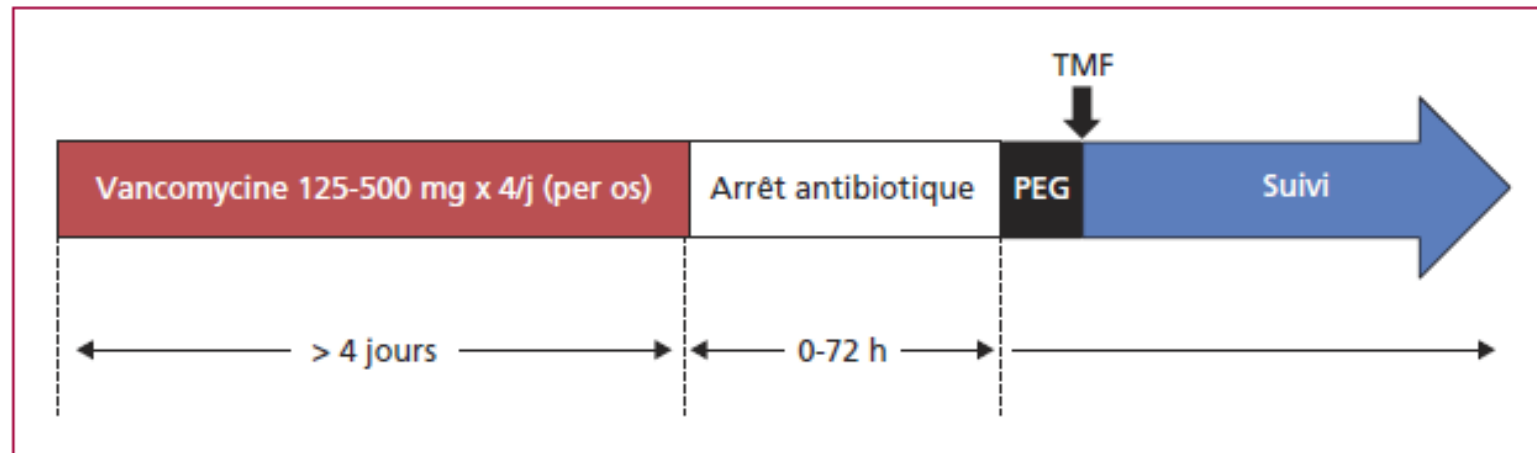 TMF
Vancomycine 125-500 mg x 4/j (per os)
Arrêt antibiotique
PEG
Suivi
> 4 jours
0-72 h